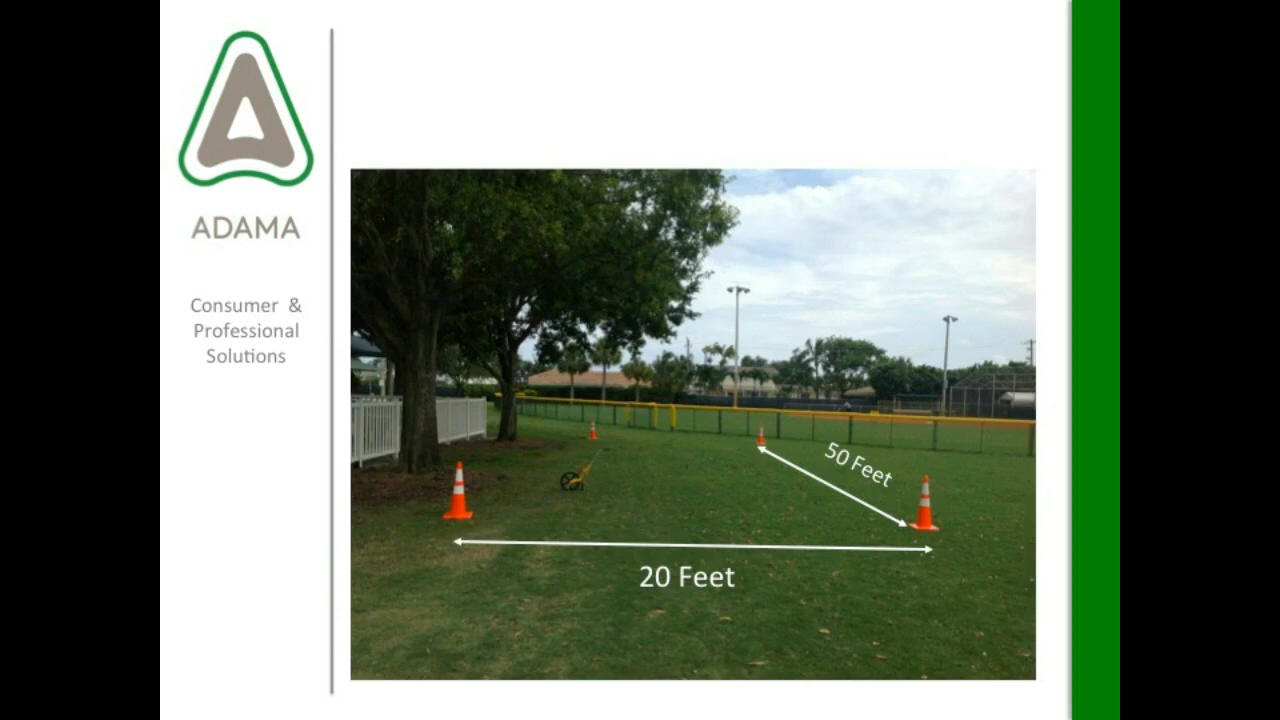 ADAMA
Consumer &
Professional
Solutions
50 Feet
20 Feet